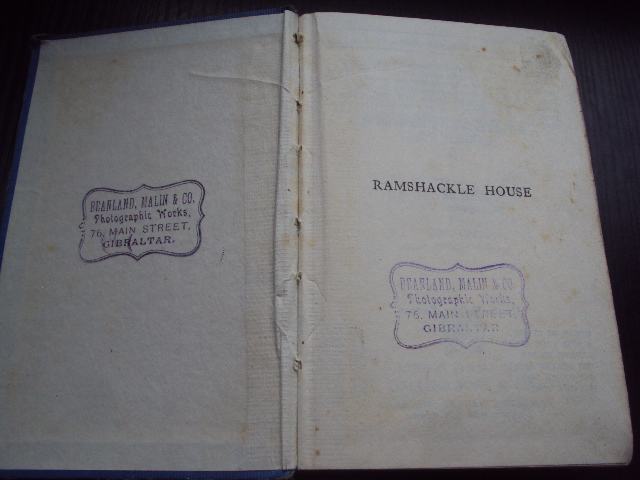 BEANLAND, MALIN & CO.
Photographic Works,
76, MAIN STREET,
GIBRALTAR.
RAMSHACKLE HOUSE
BEANLAND, MALIN & CO.
Photographic Works,
76, MAIN STREET,
GIBRALTAR